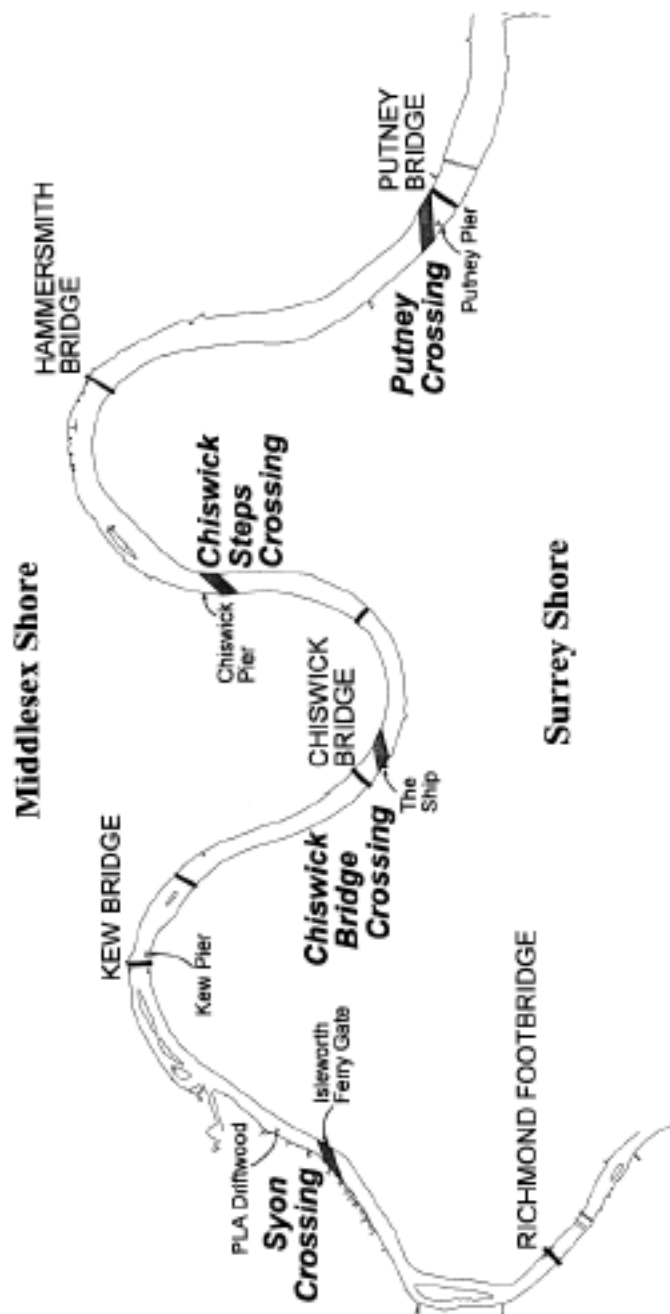 Middlesex Shore
HAMMERSMITH
BRIDGE
KEW BRIDGE
Chiswick
Pier
Chiswick
Steps
Crossing
PUTNEY
BRIDGE
Kew Pier
CHISWICK
BRIDGE
PLA Driftwood
Syon
Crossing
Isleworth
Ferry Gate
Chiswick
Bridge
Crossing
The
Ship
Putney
Crossing
Putney Pier
RICHMOND FOOTBRIDGE
Surrey Shore